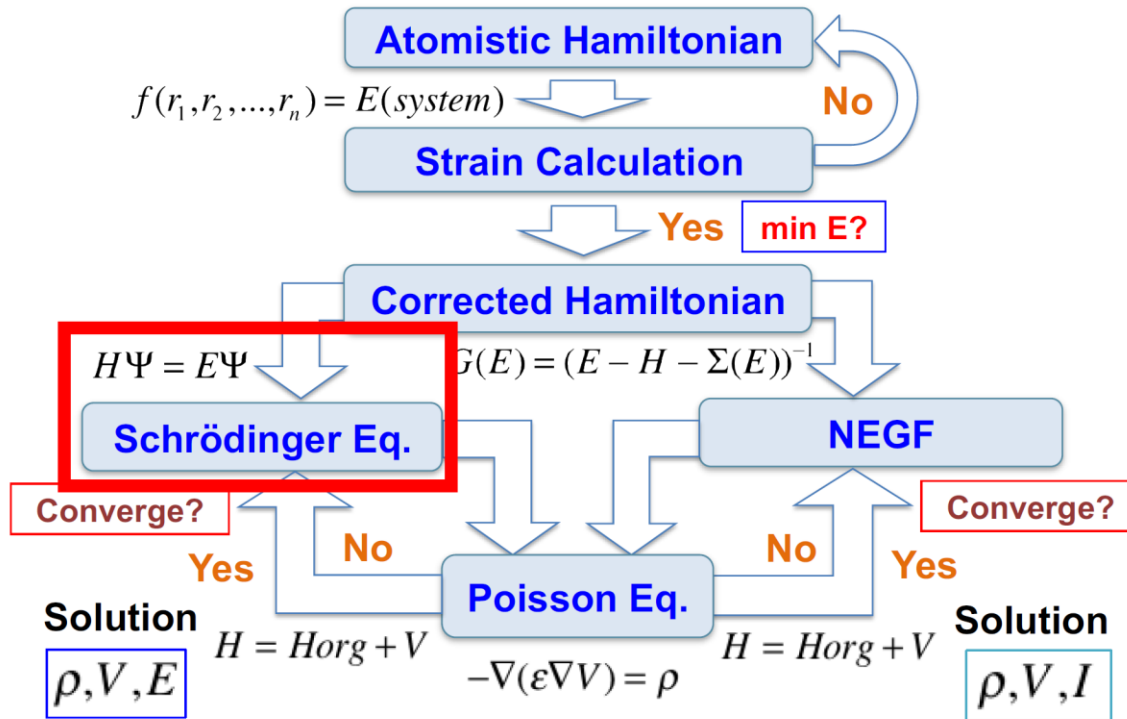 Atomistic Hamiltonian
f(r₁,r₂,...,rₙ) = E(system)
No
Strain Calculation
Yes
min E?
Corrected Hamiltonian
HΨ = EΨ
G(E) = (E − H − Σ(E))⁻¹
Schrödinger Eq.
NEGF
Converge?
Converge?
Yes
No
No
Yes
Poisson Eq.
Solution
Solution
H = Horg + V
H = Horg + V
ρ,V,E
−∇(ε∇V) = ρ
ρ,V,I